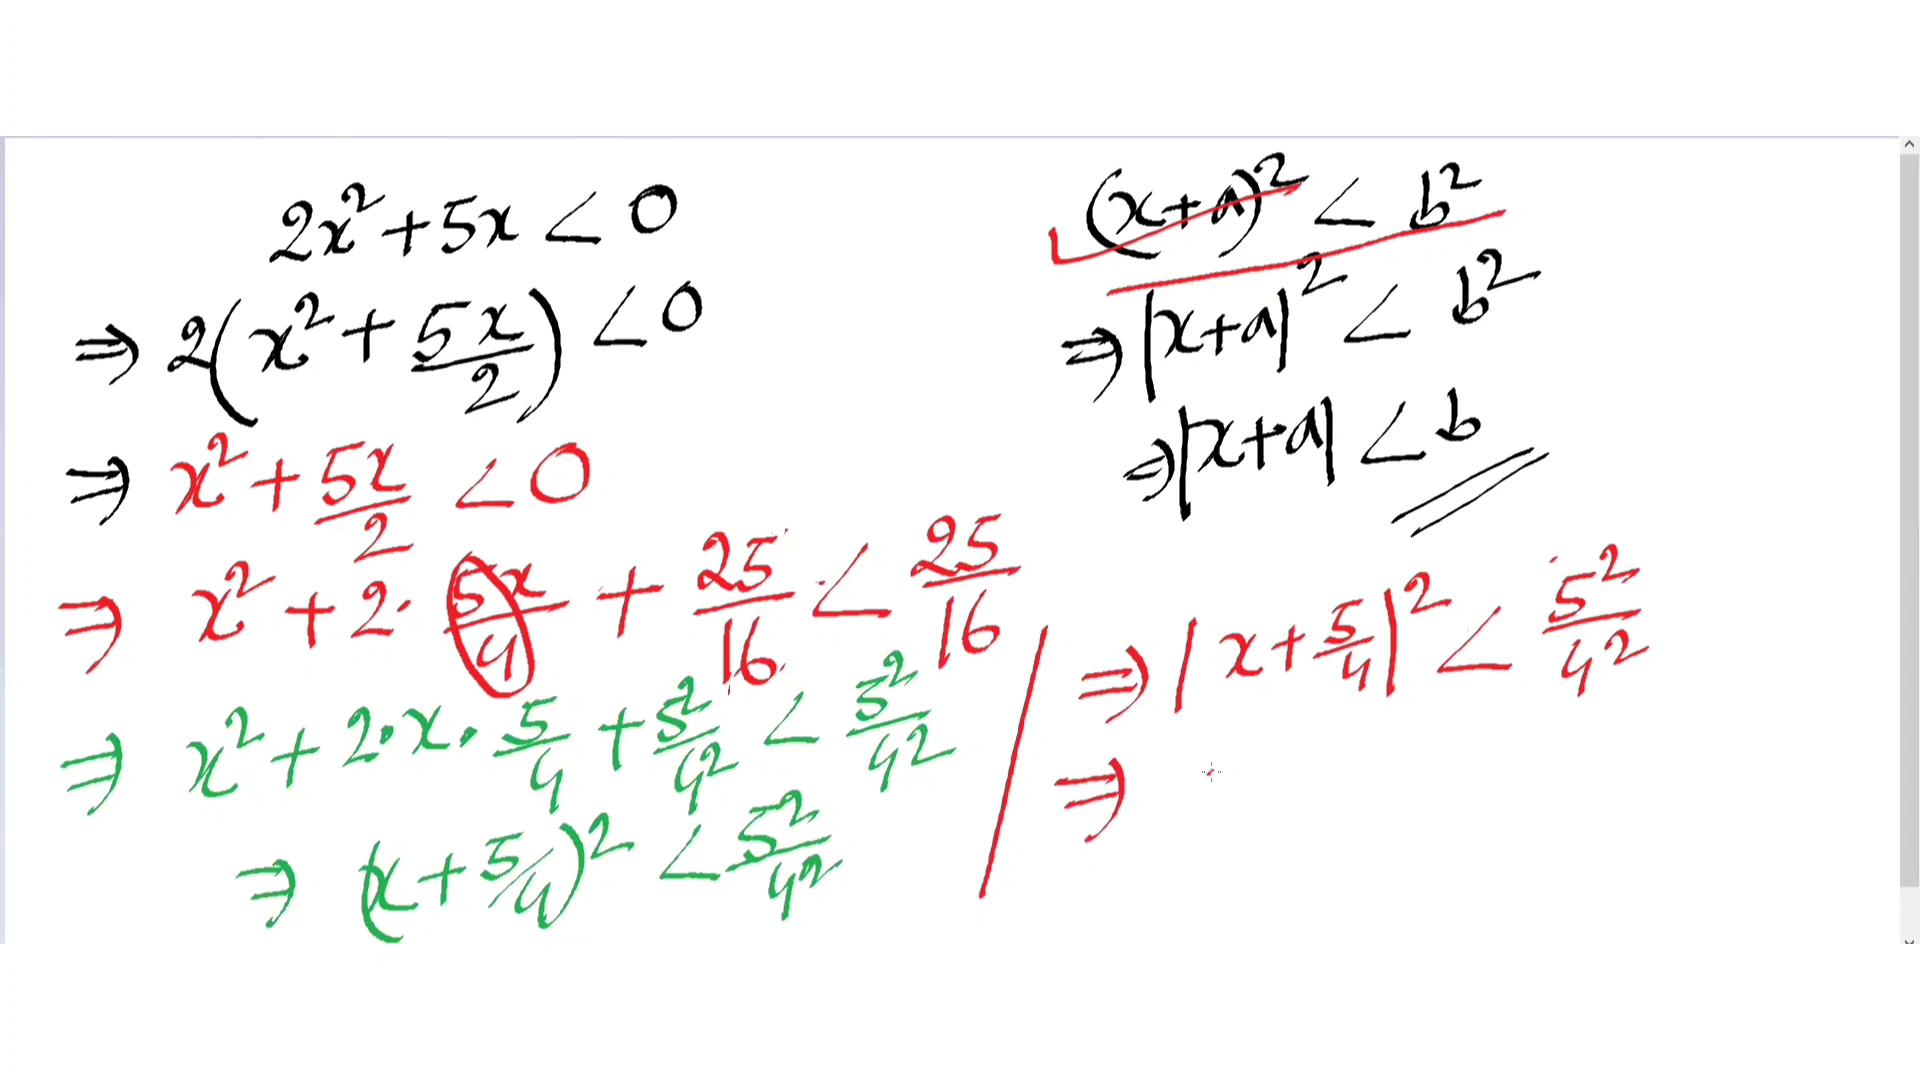 2x² + 5x < 0
⇒ 2(x² + 5x/2) < 0
⇒ x² + 5x/2 < 0
⇒ x² + 2· 5x/4 + 25/16 < 25/16
⇒ x² + 2·x· 5/4 + 5²/4² < 5²/4²
⇒ (x + 5/4)² < 5²/4²
(x+a)² < b²
⇒ |x+a|² < b²
⇒ |x+a| < b
⇒ |x + 5/4|² < 5²/4²
⇒